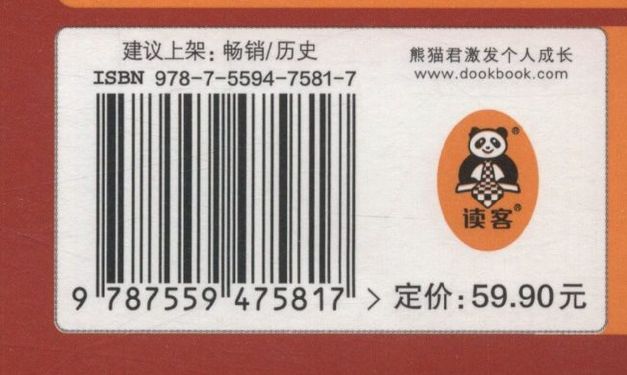 建议上架：畅销/历史
ISBN 978-7-5594-7581-7
9 787559 475817 >
熊猫君激发个人成长
www.dookbook.com
®
读客®
定价：59.90元